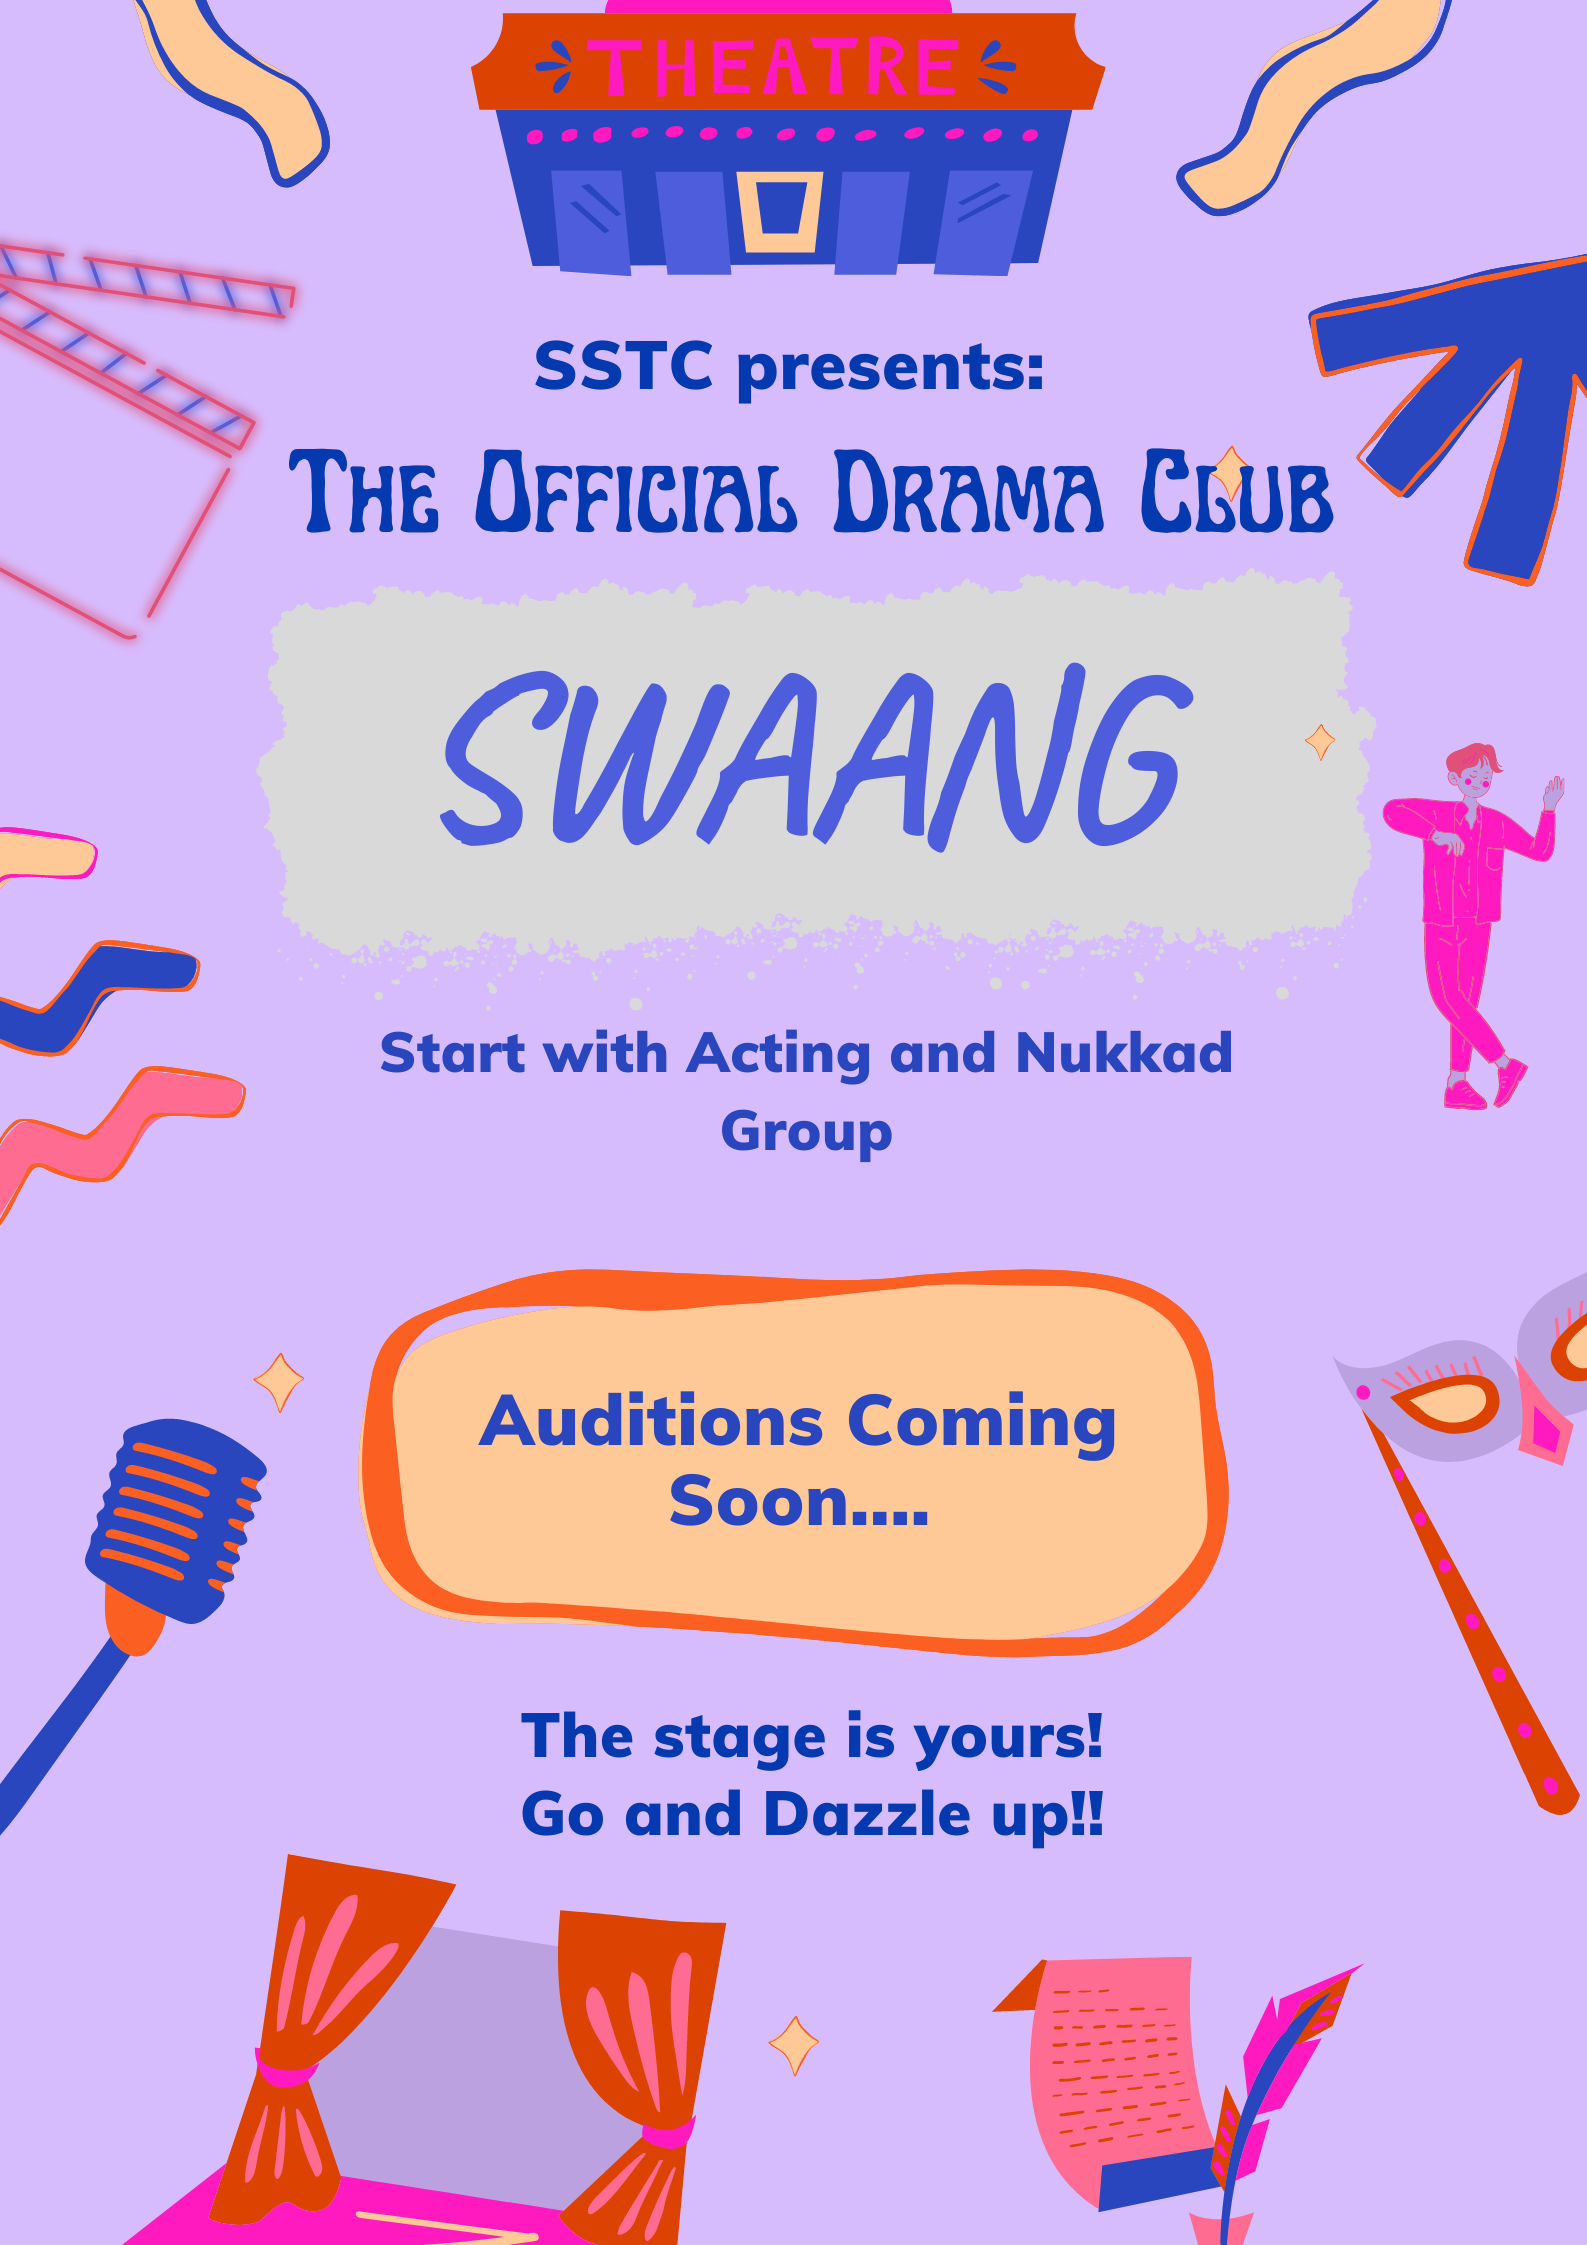 THEATRE
SSTC presents:
The Official Drama Club
SWAANG
Start with Acting and Nukkad
Group
Auditions Coming
Soon....
The stage is yours!
Go and Dazzle up!!